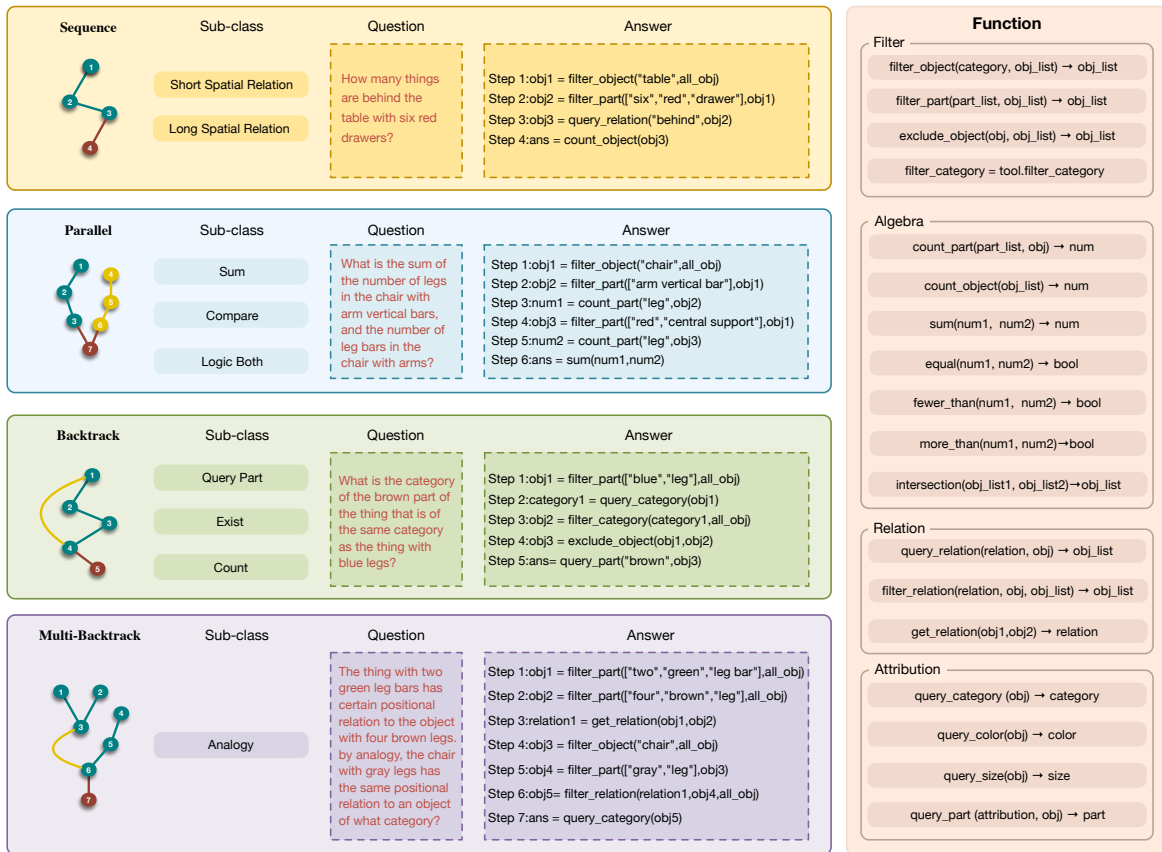 Sequence
Sub-class
Question
Answer
1
2
3
4
Short Spatial Relation
Long Spatial Relation
How many things
are behind the
table with six red
drawers?
Step 1:obj1 = filter_object("table",all_obj)
Step 2:obj2 = filter_part(["six","red","drawer"],obj1)
Step 3:obj3 = query_relation("behind",obj2)
Step 4:ans = count_object(obj3)
Parallel
Sub-class
Question
Answer
1
4
2
5
3
6
7
Sum
Compare
Logic Both
What is the sum of
the number of legs
in the chair with
arm vertical bars,
and the number of
leg bars in the
chair with arms?
Step 1:obj1 = filter_object("chair",all_obj)
Step 2:obj2 = filter_part(["arm vertical bar"],obj1)
Step 3:num1 = count_part("leg",obj2)
Step 4:obj3 = filter_part(["red","central support"],obj1)
Step 5:num2 = count_part("leg",obj3)
Step 6:ans = sum(num1,num2)
Backtrack
Sub-class
Question
Answer
1
2
3
4
5
Query Part
Exist
Count
What is the category
of the brown part of
the thing that is of
the same category
as the thing with
blue legs?
Step 1:obj1 = filter_part(["blue","leg"],all_obj)
Step 2:category1 = query_category(obj1)
Step 3:obj2 = filter_category(category1,all_obj)
Step 4:obj3 = exclude_object(obj1,obj2)
Step 5:ans= query_part("brown",obj3)
Multi-Backtrack
Sub-class
Question
Answer
1
2
4
3
5
6
7
Analogy
The thing with two
green leg bars has
certain positional
relation to the object
with four brown legs.
by analogy, the chair
with gray legs has
the same positional
relation to an object
of what category?
Step 1:obj1 = filter_part(["two","green","leg bar"],all_obj)
Step 2:obj2 = filter_part(["four","brown","leg"],all_obj)
Step 3:relation1 = get_relation(obj1,obj2)
Step 4:obj3 = filter_object("chair",all_obj)
Step 5:obj4 = filter_part(["gray","leg"],obj3)
Step 6:obj5= filter_relation(relation1,obj4,all_obj)
Step 7:ans = query_category(obj5)
Function
Filter
filter_object(category, obj_list) → obj_list
filter_part(part_list, obj_list) → obj_list
exclude_object(obj, obj_list) → obj_list
filter_category = tool.filter_category
Algebra
count_part(part_list, obj) → num
count_object(obj_list) → num
sum(num1, num2) → num
equal(num1, num2) → bool
fewer_than(num1, num2) → bool
more_than(num1, num2)→bool
intersection(obj_list1, obj_list2)→obj_list
Relation
query_relation(relation, obj) → obj_list
filter_relation(relation, obj, obj_list) → obj_list
get_relation(obj1,obj2) → relation
Attribution
query_category (obj) → category
query_color(obj) → color
query_size(obj) → size
query_part (attribution, obj) → part